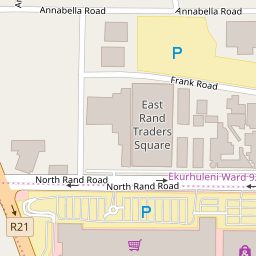 Annabella Road
Annabella Road
P
Frank Road
East
Rand
Traders
Square
Ekurhuleni Ward 9
North Rand Road
North Rand Road
R21
P